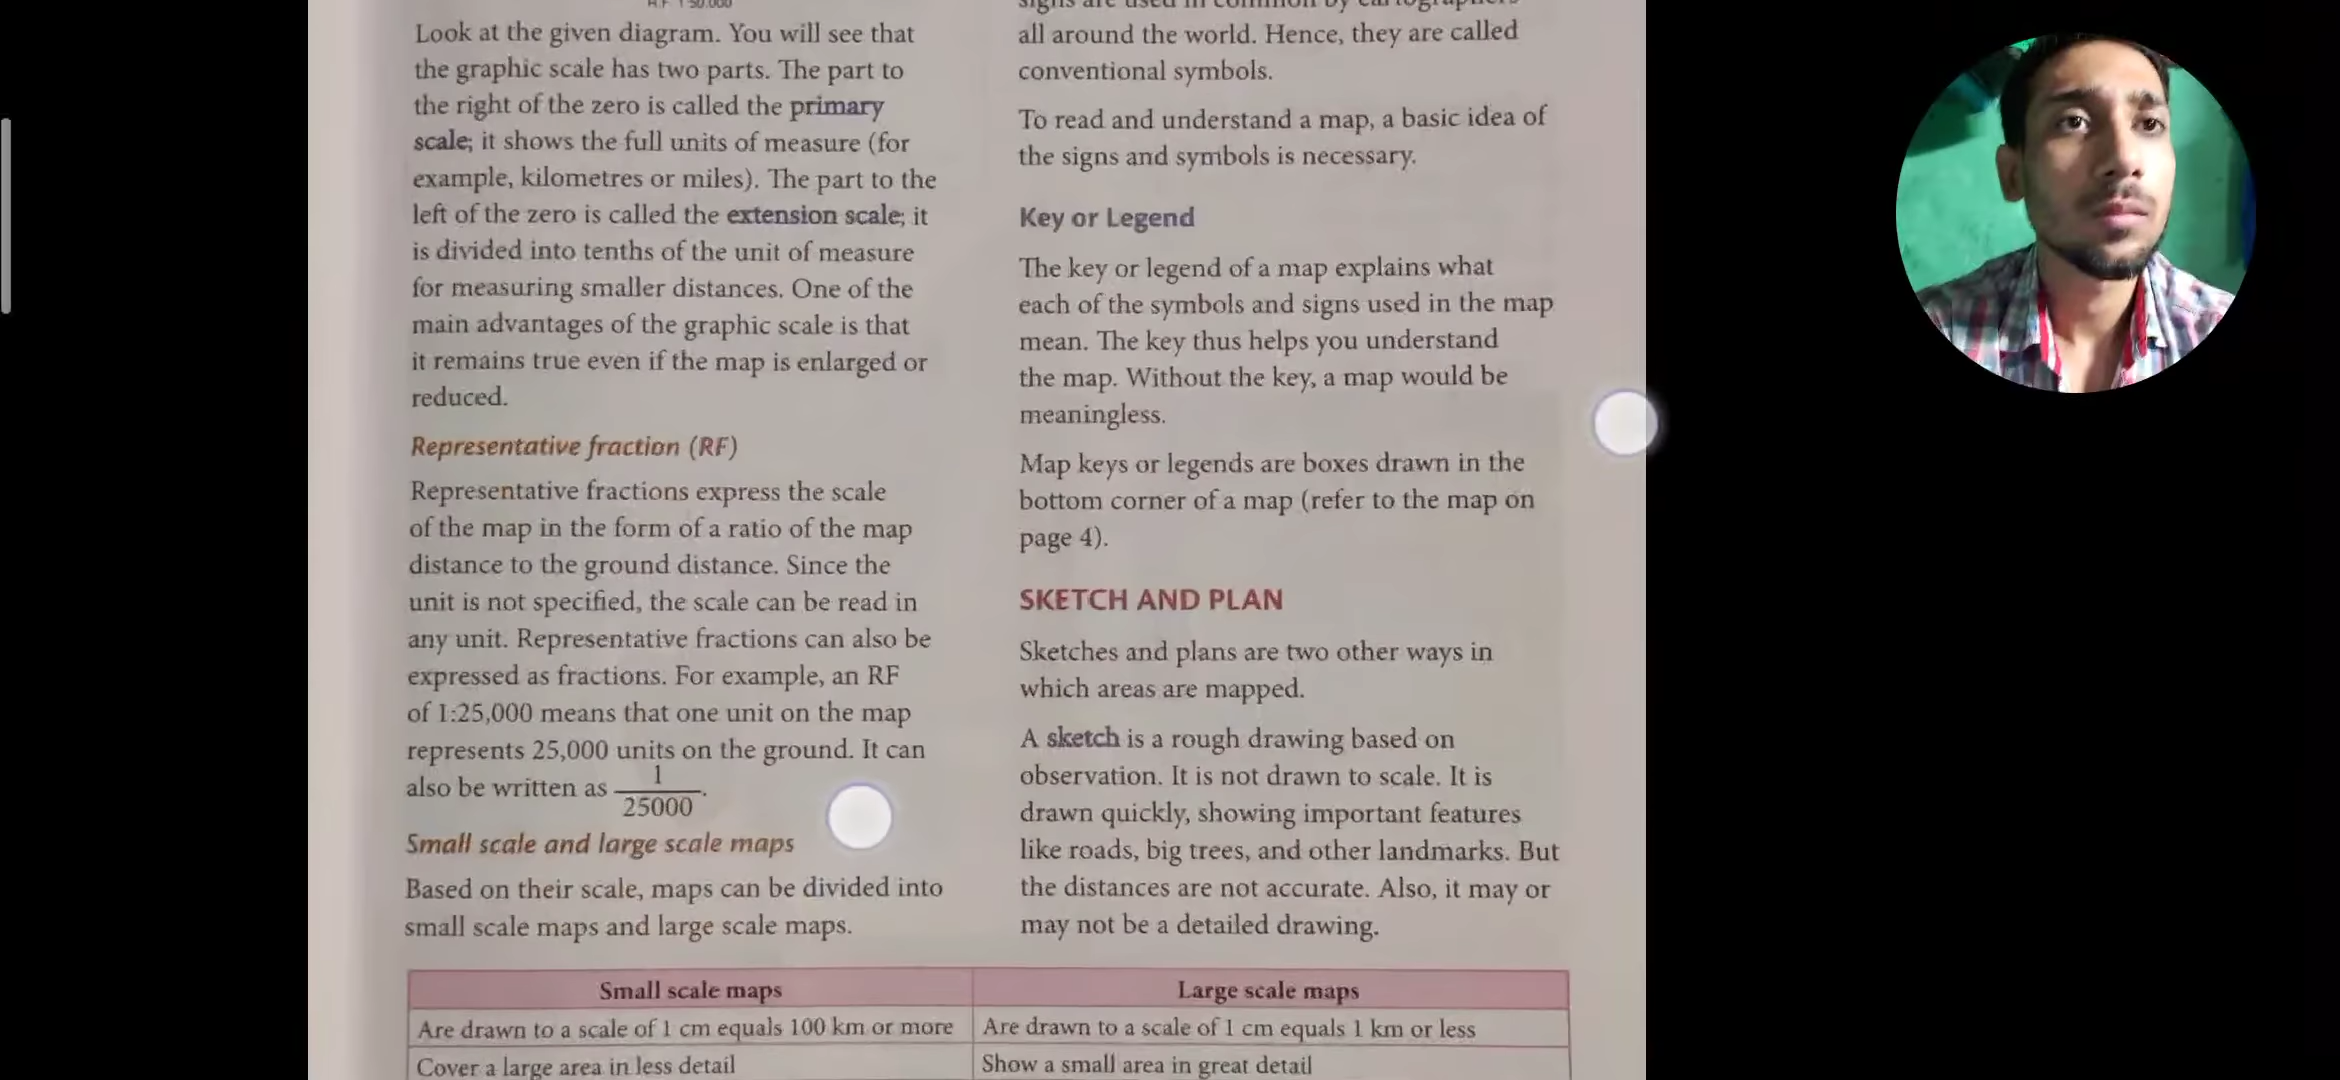 R.F 1:50.000
Look at the given diagram. You will see that
the graphic scale has two parts. The part to
the right of the zero is called the primary
scale; it shows the full units of measure (for
example, kilometres or miles). The part to the
left of the zero is called the extension scale; it
is divided into tenths of the unit of measure
for measuring smaller distances. One of the
main advantages of the graphic scale is that
it remains true even if the map is enlarged or
reduced.
Representative fraction (RF)
Representative fractions express the scale
of the map in the form of a ratio of the map
distance to the ground distance. Since the
unit is not specified, the scale can be read in
any unit. Representative fractions can also be
expressed as fractions. For example, an RF
of 1:25,000 means that one unit on the map
represents 25,000 units on the ground. It can
also be written as 1/25000.
Small scale and large scale maps
Based on their scale, maps can be divided into
small scale maps and large scale maps.
signs are used in common by cartographers
all around the world. Hence, they are called
conventional symbols.
To read and understand a map, a basic idea of
the signs and symbols is necessary.
Key or Legend
The key or legend of a map explains what
each of the symbols and signs used in the map
mean. The key thus helps you understand
the map. Without the key, a map would be
meaningless.
Map keys or legends are boxes drawn in the
bottom corner of a map (refer to the map on
page 4).
SKETCH AND PLAN
Sketches and plans are two other ways in
which areas are mapped.
A sketch is a rough drawing based on
observation. It is not drawn to scale. It is
drawn quickly, showing important features
like roads, big trees, and other landmarks. But
the distances are not accurate. Also, it may or
may not be a detailed drawing.
Small scale maps Large scale maps
Are drawn to a scale of 1 cm equals 100 km or more Are drawn to a scale of 1 cm equals 1 km or less
Cover a large area in less detail Show a small area in great detail